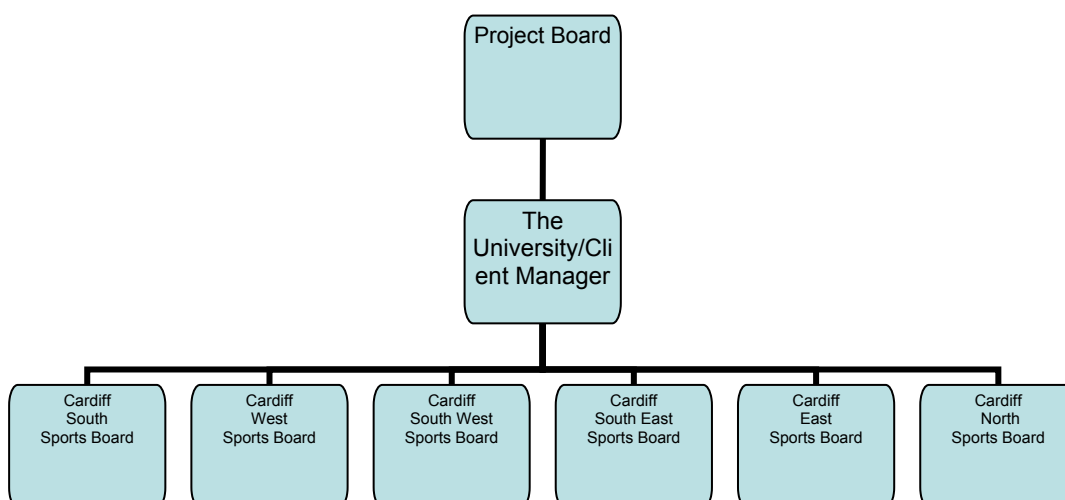 Project Board
The
University/Cli
ent Manager
Cardiff
South
Sports Board
Cardiff
West
Sports Board
Cardiff
South West
Sports Board
Cardiff
South East
Sports Board
Cardiff
East
Sports Board
Cardiff
North
Sports Board